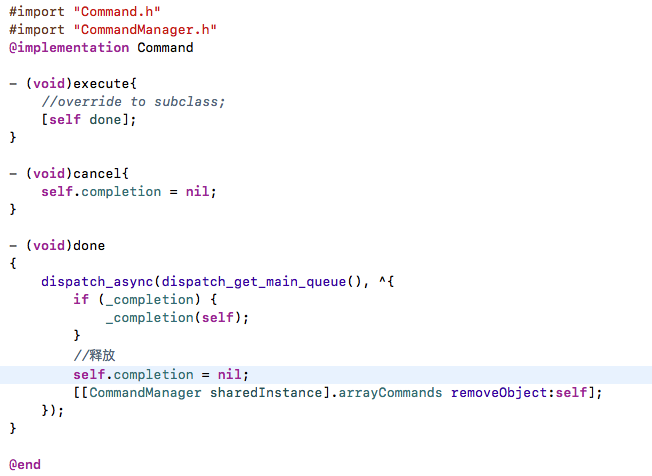 #import "Command.h"
#import "CommandManager.h"
@implementation Command
- (void)execute{
//override to subclass;
[self done];
}
- (void)cancel{
self.completion = nil;
}
- (void)done
{
dispatch_async(dispatch_get_main_queue(), ^{
if (_completion) {
_completion(self);
}
//释放
self.completion = nil;
[[CommandManager sharedInstance].arrayCommands removeObject:self];
});
}
@end